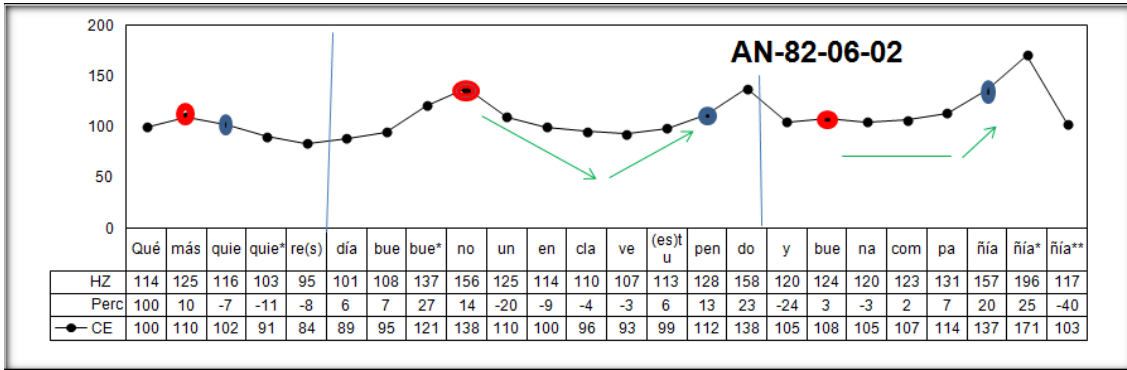 200
AN-82-06-02
150
100
50
0
Qué más quie quie* re(s) día bue bue* no un en cla ve (es)tu pen do y bue na com pa ñía ñía* ñía**
HZ 114 125 116 103 95 101 108 137 156 125 114 110 107 113 128 158 120 124 120 123 131 157 196 117
Perc 100 10 -7 -11 -8 6 7 27 14 -20 -9 -4 -3 6 13 23 -24 3 -3 2 7 20 25 -40
CE 100 110 102 91 84 89 95 121 138 110 100 96 93 99 112 138 105 108 105 107 114 137 171 103